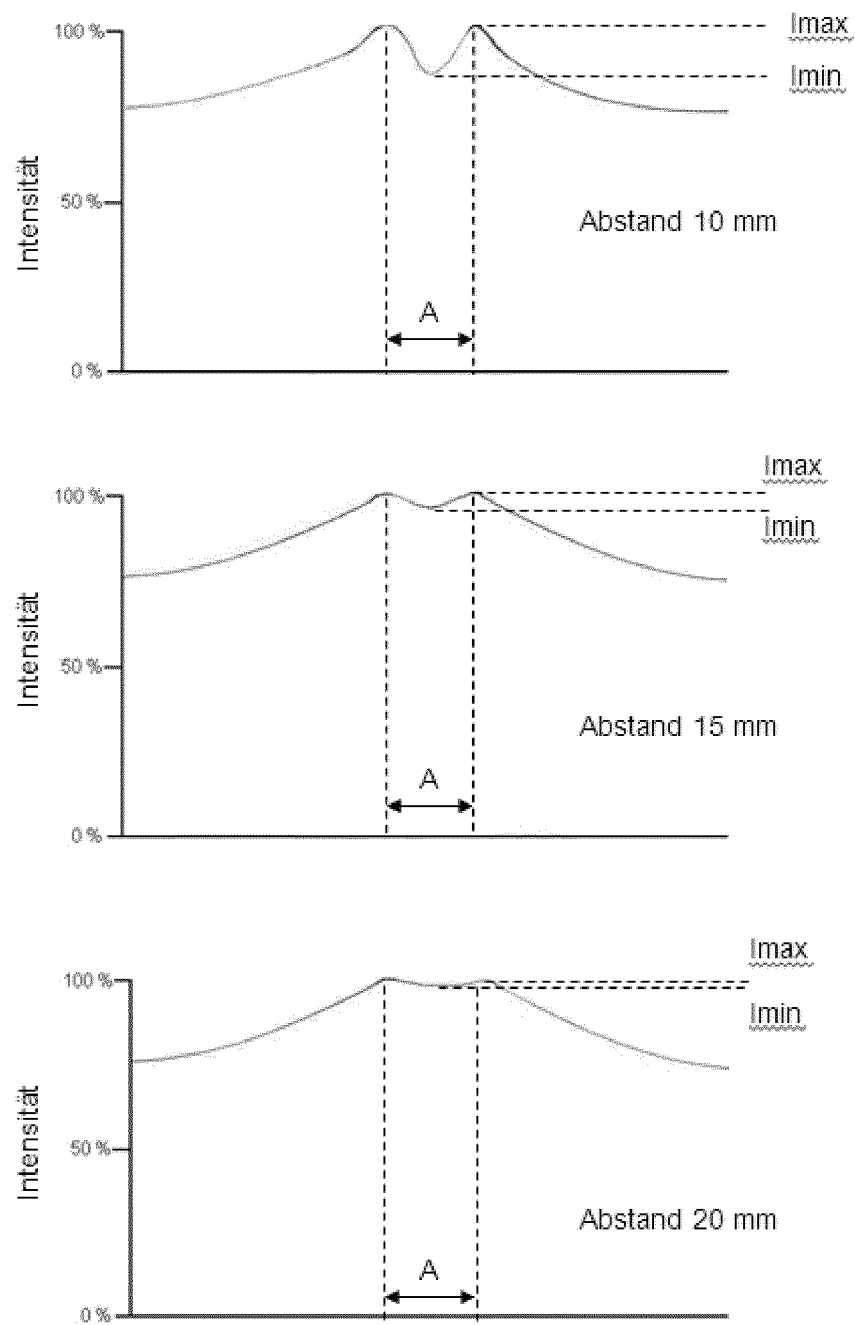 100 %
Imax
Imin
50 %
Intensität
Abstand 10 mm
A
0 %
Imax
100 %
Imin
Intensität
50 %
Abstand 15 mm
A
0 %
Imax
100 %
Imin
50 %
Intensität
Abstand 20 mm
A
0 %